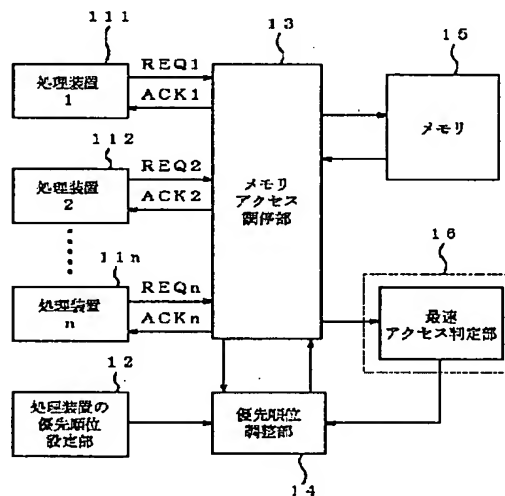 111
処理装置
1
REQ1
ACK1
13
メモリ
アクセス
調停部
15
メモリ
112
処理装置
2
REQ2
ACK2
11n
処理装置
n
REQn
ACKn
16
最速
アクセス判定部
12
処理装置の
優先順位
設定部
優先順位
調整部
14